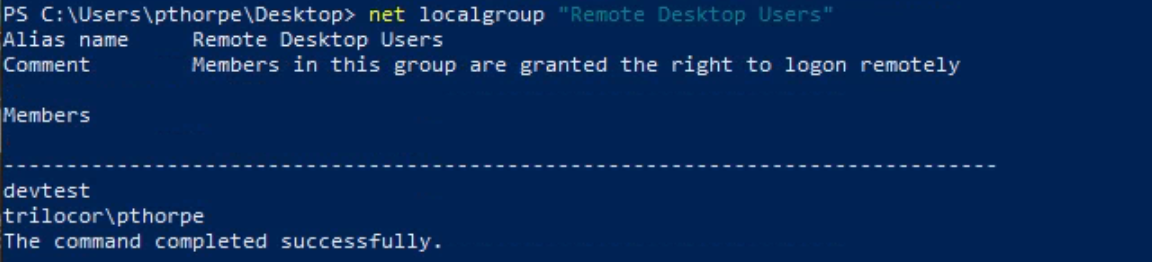 PS C:\Users\pthorpe\Desktop> net localgroup "Remote Desktop Users"
Alias name     Remote Desktop Users
Comment        Members in this group are granted the right to logon remotely
Members
-------------------------------------------------------------------------------
devtest
trilocor\pthorpe
The command completed successfully.